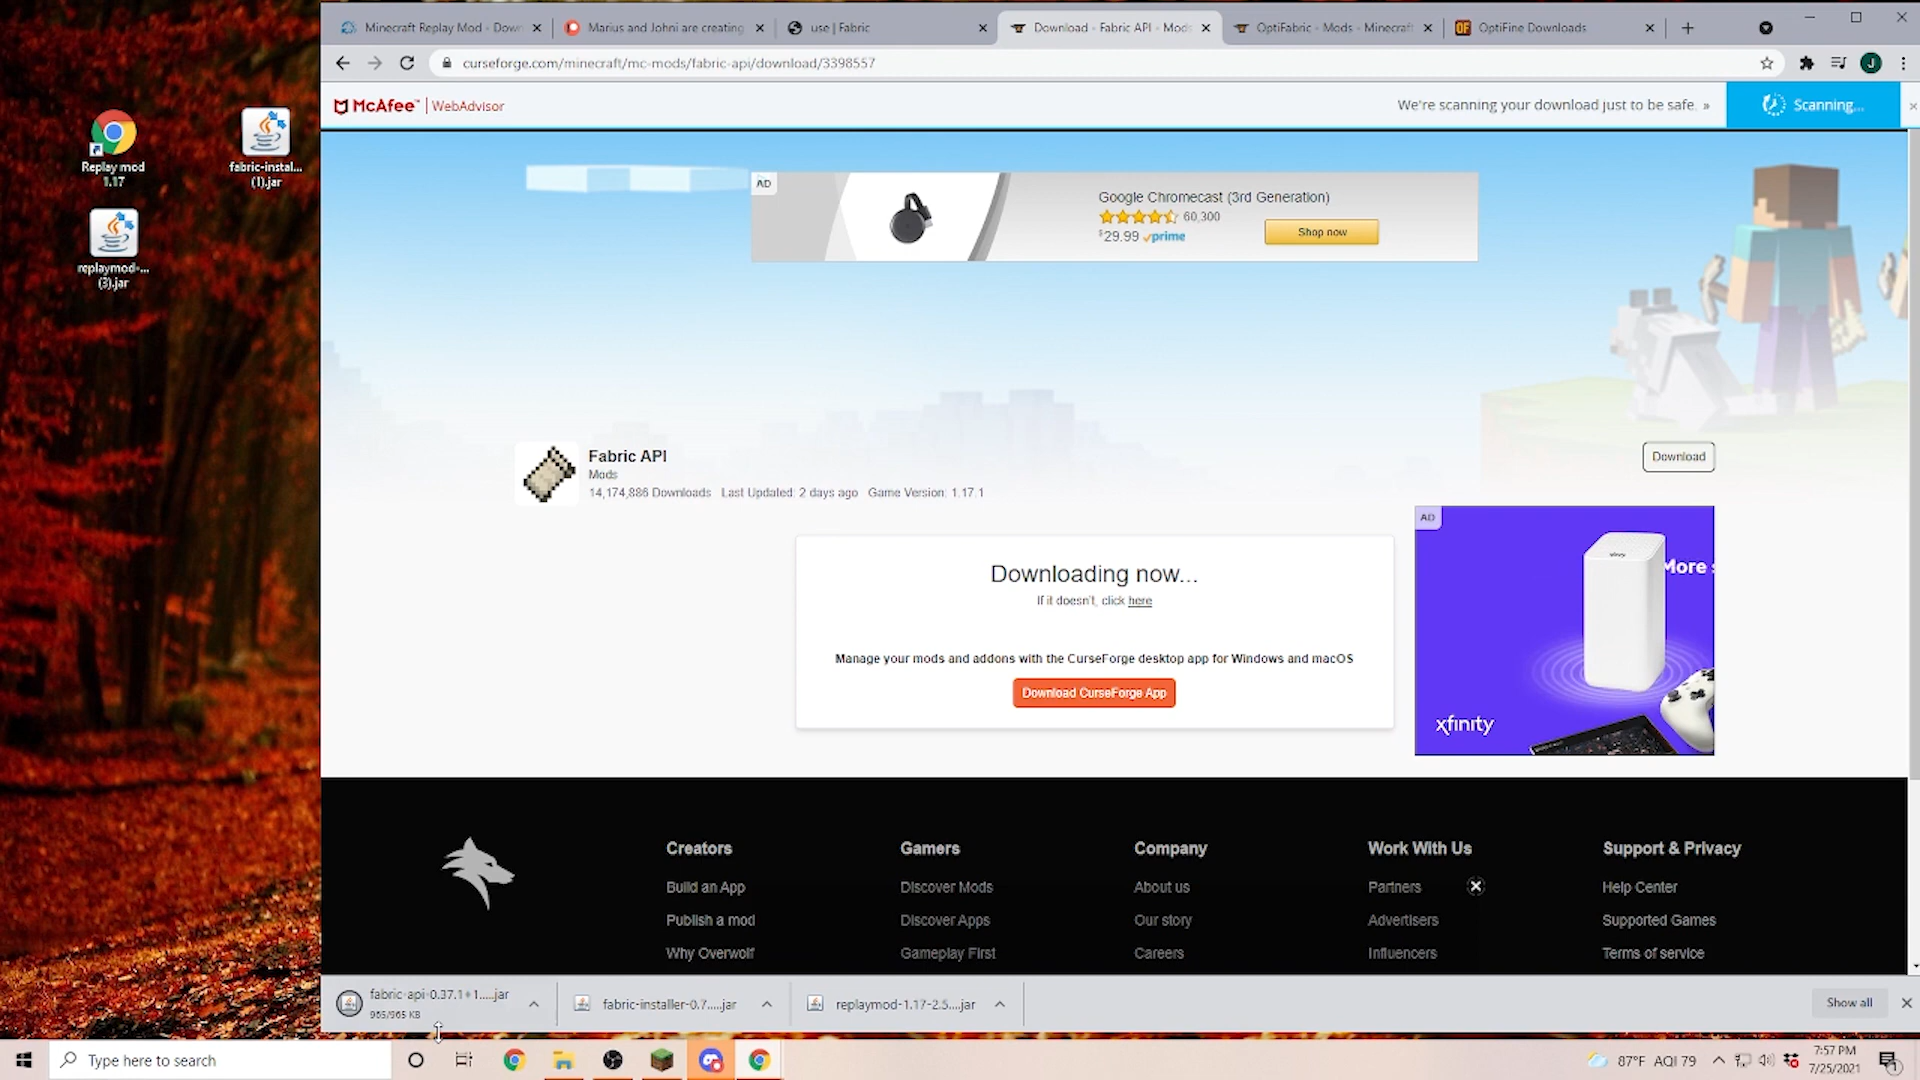 Minecraft Replay Mod - Down
Marius and Johni are creating
use | Fabric
Download - Fabric API - Mods
OptiFabric - Mods - Minecraft
OF
OptiFine Downloads
curseforge.com/minecraft/mc-mods/fabric-api/download/3398557
J
McAfee™ | WebAdvisor
We're scanning your download just to be safe. »
Scanning...
Replay mod
1.17
fabric-instal...
(1).jar
replaymod-...
(3).jar
AD
Google Chromecast (3rd Generation)
60,300
$29.99 prime
Shop now
Fabric API
Mods
14,174,886 Downloads Last Updated: 2 days ago Game Version: 1.17.1
Download
Downloading now...
If it doesn't, click here
Manage your mods and addons with the CurseForge desktop app for Windows and macOS
Download CurseForge App
AD
More
xfinity
Creators
Build an App
Publish a mod
Why Overwolf
Gamers
Discover Mods
Discover Apps
Gameplay First
Company
About us
Our story
Careers
Work With Us
Partners
Advertisers
Influencers
Support & Privacy
Help Center
Supported Games
Terms of service
fabric-api-0.37.1+1.....jar
965/965 KB
fabric-installer-0.7.....jar
replaymod-1.17-2.5....jar
Show all
Type here to search
87°F AQI 79
7:57 PM
7/25/2021
1